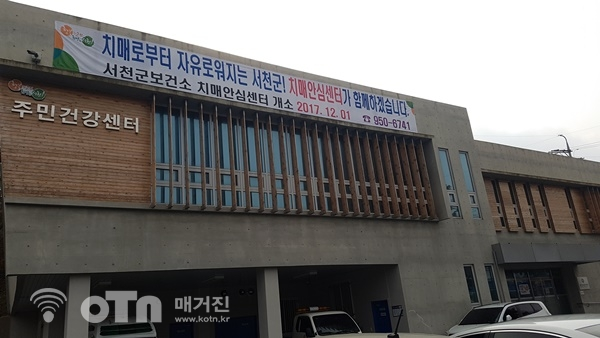 치매로부터 자유로워지는 서천군! 치매안심센터가 함께하겠습니다.
서천군보건소 치매안심센터 개소 2017. 12. 01 ☎ 950-6741
주민건강센터
OTN 매거진
www.kotn.kr